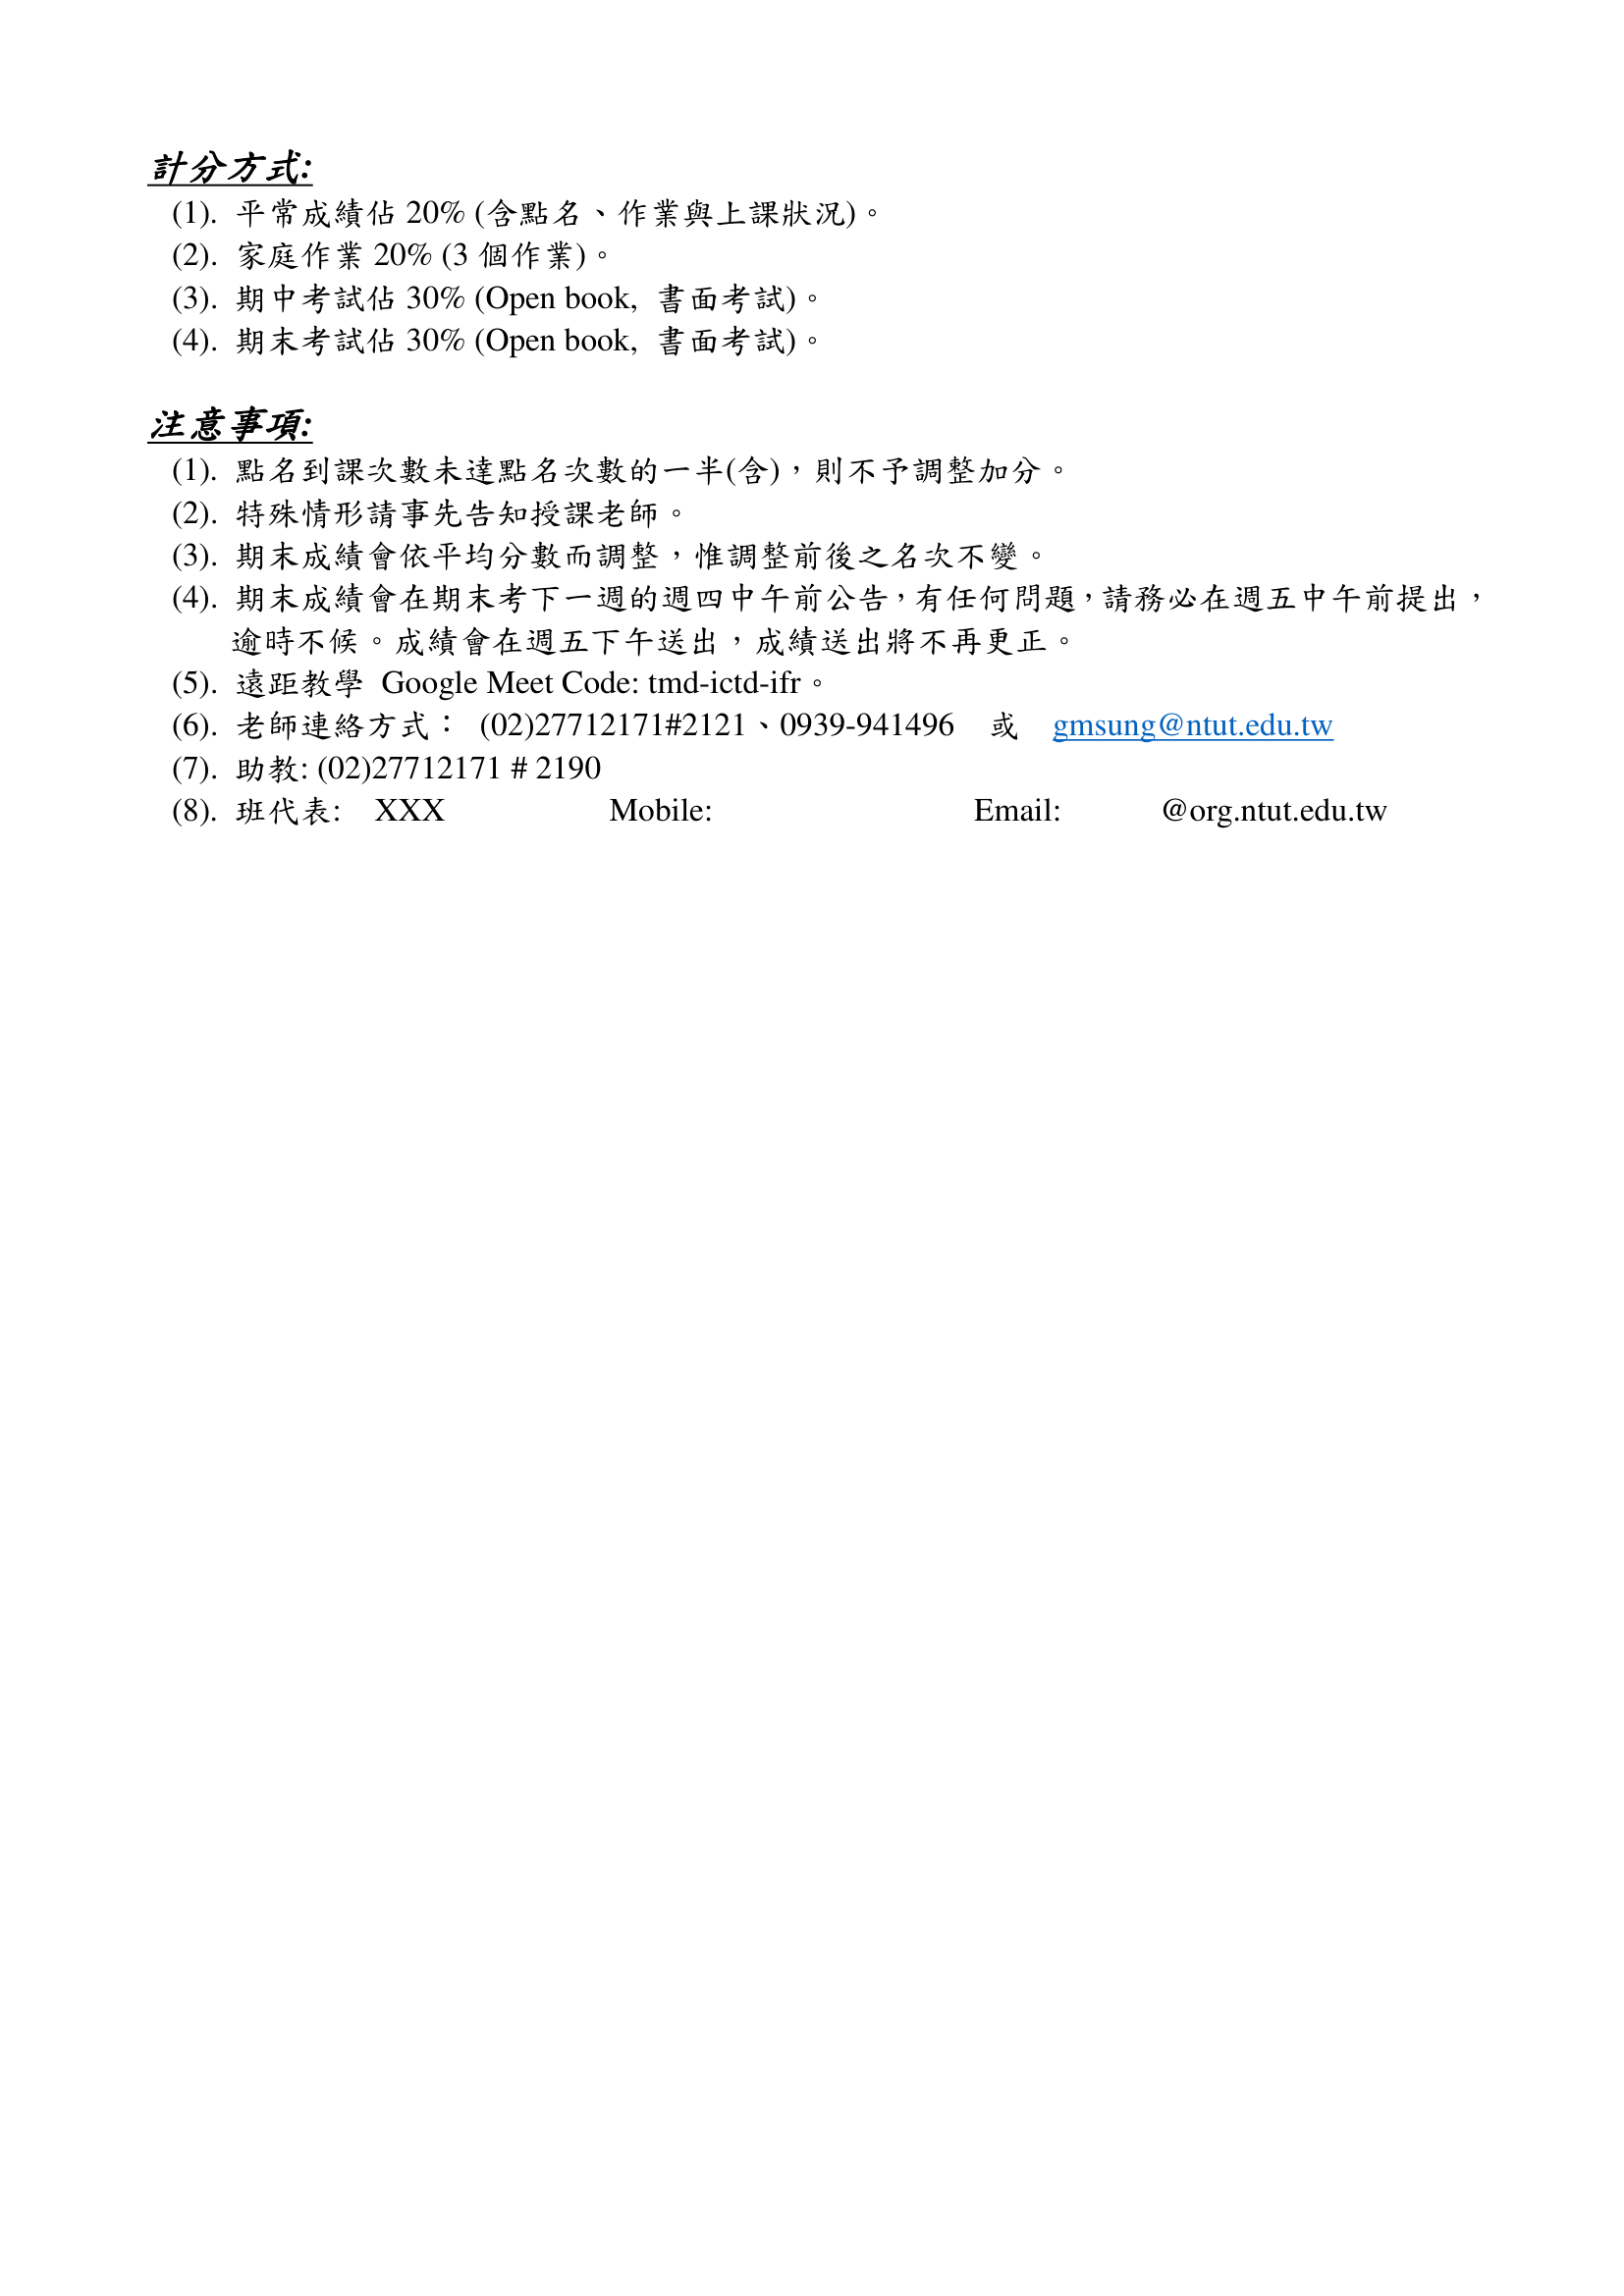 計分方式:
(1). 平常成績佔 20% (含點名、作業與上課狀況)。
(2). 家庭作業 20% (3 個作業)。
(3). 期中考試佔 30% (Open book, 書面考試)。
(4). 期末考試佔 30% (Open book, 書面考試)。
注意事項:
(1). 點名到課次數未達點名次數的一半(含)，則不予調整加分。
(2). 特殊情形請事先告知授課老師。
(3). 期末成績會依平均分數而調整，惟調整前後之名次不變。
(4). 期末成績會在期末考下一週的週四中午前公告，有任何問題，請務必在週五中午前提出，
逾時不候。成績會在週五下午送出，成績送出將不再更正。
(5). 遠距教學 Google Meet Code: tmd-ictd-ifr。
(6). 老師連絡方式： (02)27712171#2121、0939-941496 或 gmsung@ntut.edu.tw
(7). 助教: (02)27712171 # 2190
(8). 班代表: XXX Mobile: Email: @org.ntut.edu.tw